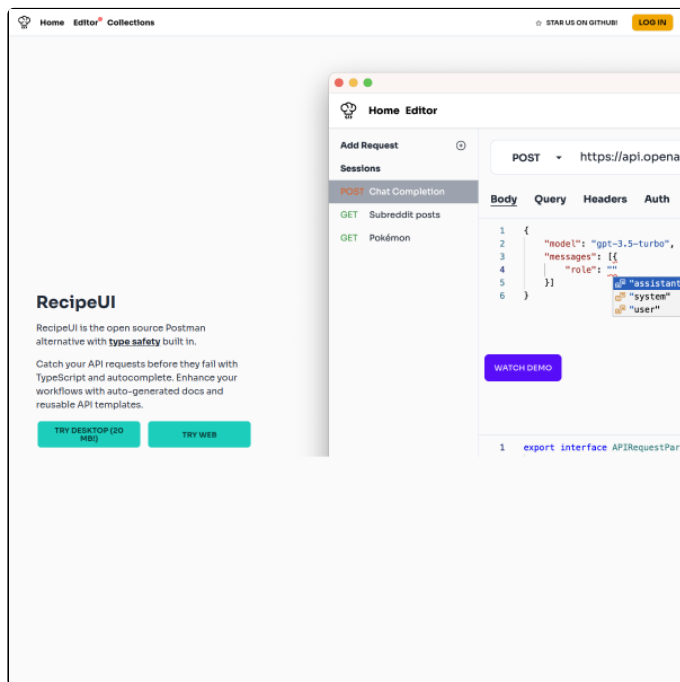 Home Editor Collections
☆ STAR US ON GITHUB! LOG IN
Home Editor
Add Request
Sessions
POST Chat Completion
GET Subreddit posts
GET Pokémon
POST https://api.opena
Body Query Headers Auth
1 {
2 "model": "gpt-3.5-turbo",
3 "messages": [{
4 "role": ""
5 }]
6 }
"assistant
"system"
"user"
RecipeUI
RecipeUI is the open source Postman
alternative with type safety built in.
Catch your API requests before they fail with
TypeScript and autocomplete. Enhance your
workflows with auto-generated docs and
reusable API templates.
TRY DESKTOP (20
MB!)
TRY WEB
WATCH DEMO
1 export interface APIRequestPar